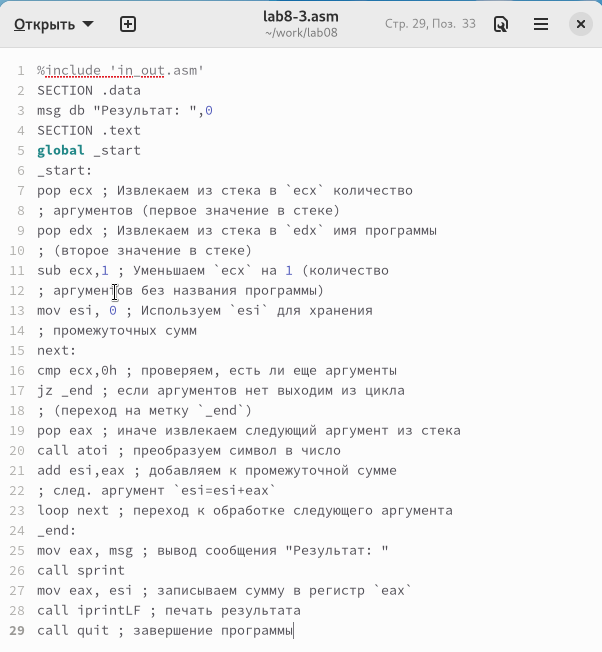 Открыть
lab8-3.asm
~/work/lab08
Стр. 29, Поз. 33
1 %include 'in_out.asm'
2 SECTION .data
3 msg db "Результат: ",0
4 SECTION .text
5 global _start
6 _start:
7 pop ecx ; Извлекаем из стека в `ecx` количество
8 ; аргументов (первое значение в стеке)
9 pop edx ; Извлекаем из стека в `edx` имя программы
10 ; (второе значение в стеке)
11 sub ecx,1 ; Уменьшаем `ecx` на 1 (количество
12 ; аргументов без названия программы)
13 mov esi, 0 ; Используем `esi` для хранения
14 ; промежуточных сумм
15 next:
16 cmp ecx,0h ; проверяем, есть ли еще аргументы
17 jz _end ; если аргументов нет выходим из цикла
18 ; (переход на метку `_end`)
19 pop eax ; иначе извлекаем следующий аргумент из стека
20 call atoi ; преобразуем символ в число
21 add esi,eax ; добавляем к промежуточной сумме
22 ; след. аргумент `esi=esi+eax`
23 loop next ; переход к обработке следующего аргумента
24 _end:
25 mov eax, msg ; вывод сообщения "Результат: "
26 call sprint
27 mov eax, esi ; записываем сумму в регистр `eax`
28 call iprintLF ; печать результата
29 call quit ; завершение программы